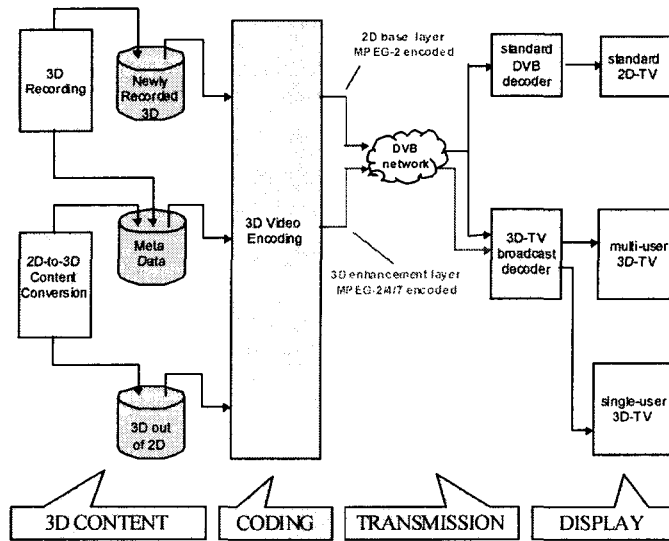 3D
Recording
Newly
Recorded
3D
2D-to-3D
Content
Conversion
Meta
Data
3D out
of 2D
3D Video
Encoding
2D base layer
MPEG-2 encoded
DVB
network
3D enhancement layer
MPEG-2/4/7 encoded
standard
DVB
decoder
standard
2D-TV
3D-TV
broadcast
decoder
multi-user
3D-TV
single-user
3D-TV
3D CONTENT
CODING
TRANSMISSION
DISPLAY